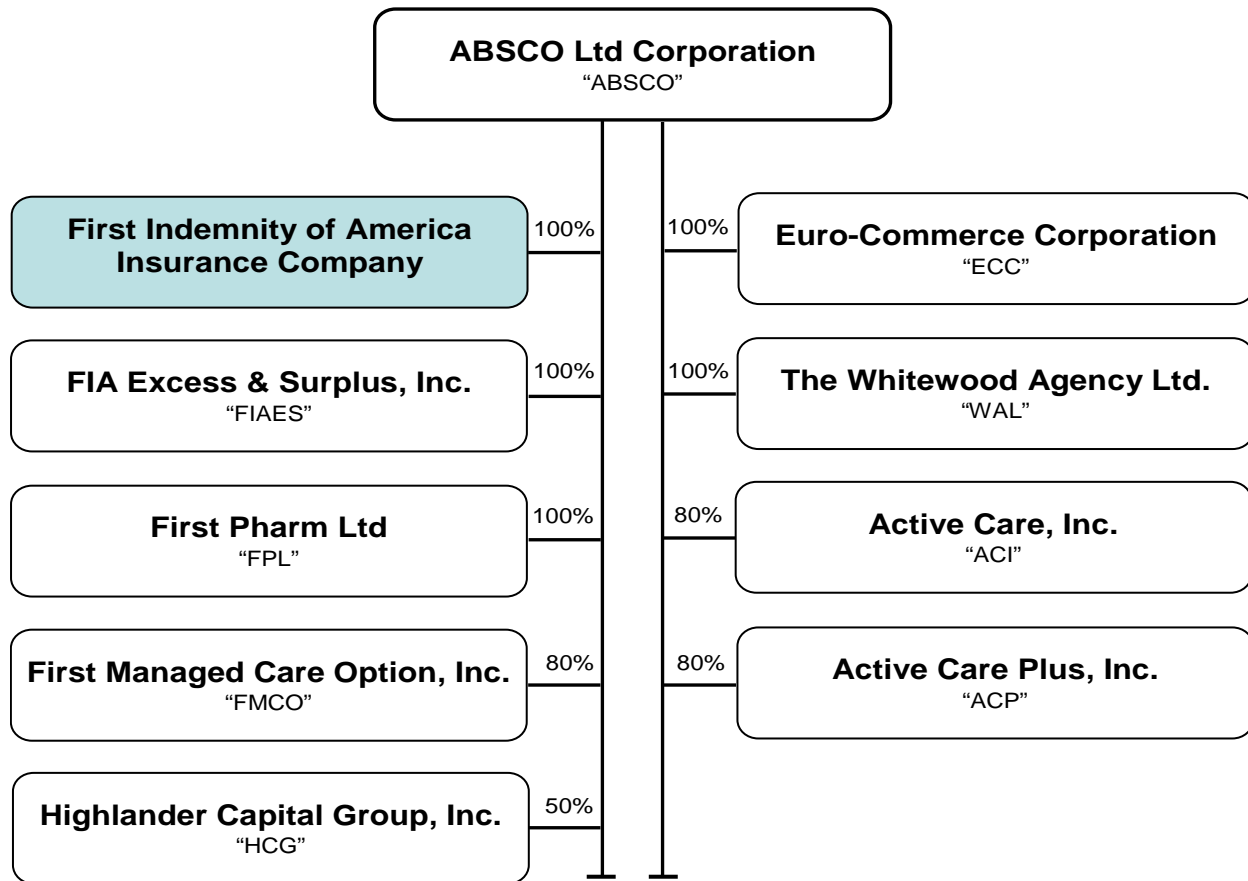 ABSCO Ltd Corporation
“ABSCO”
First Indemnity of America
Insurance Company
100%
100%
Euro-Commerce Corporation
“ECC”
FIA Excess & Surplus, Inc.
“FIAES”
100%
100%
The Whitewood Agency Ltd.
“WAL”
First Pharm Ltd
“FPL”
100%
80%
Active Care, Inc.
“ACI”
First Managed Care Option, Inc.
“FMCO”
80%
80%
Active Care Plus, Inc.
“ACP”
Highlander Capital Group, Inc.
“HCG”
50%